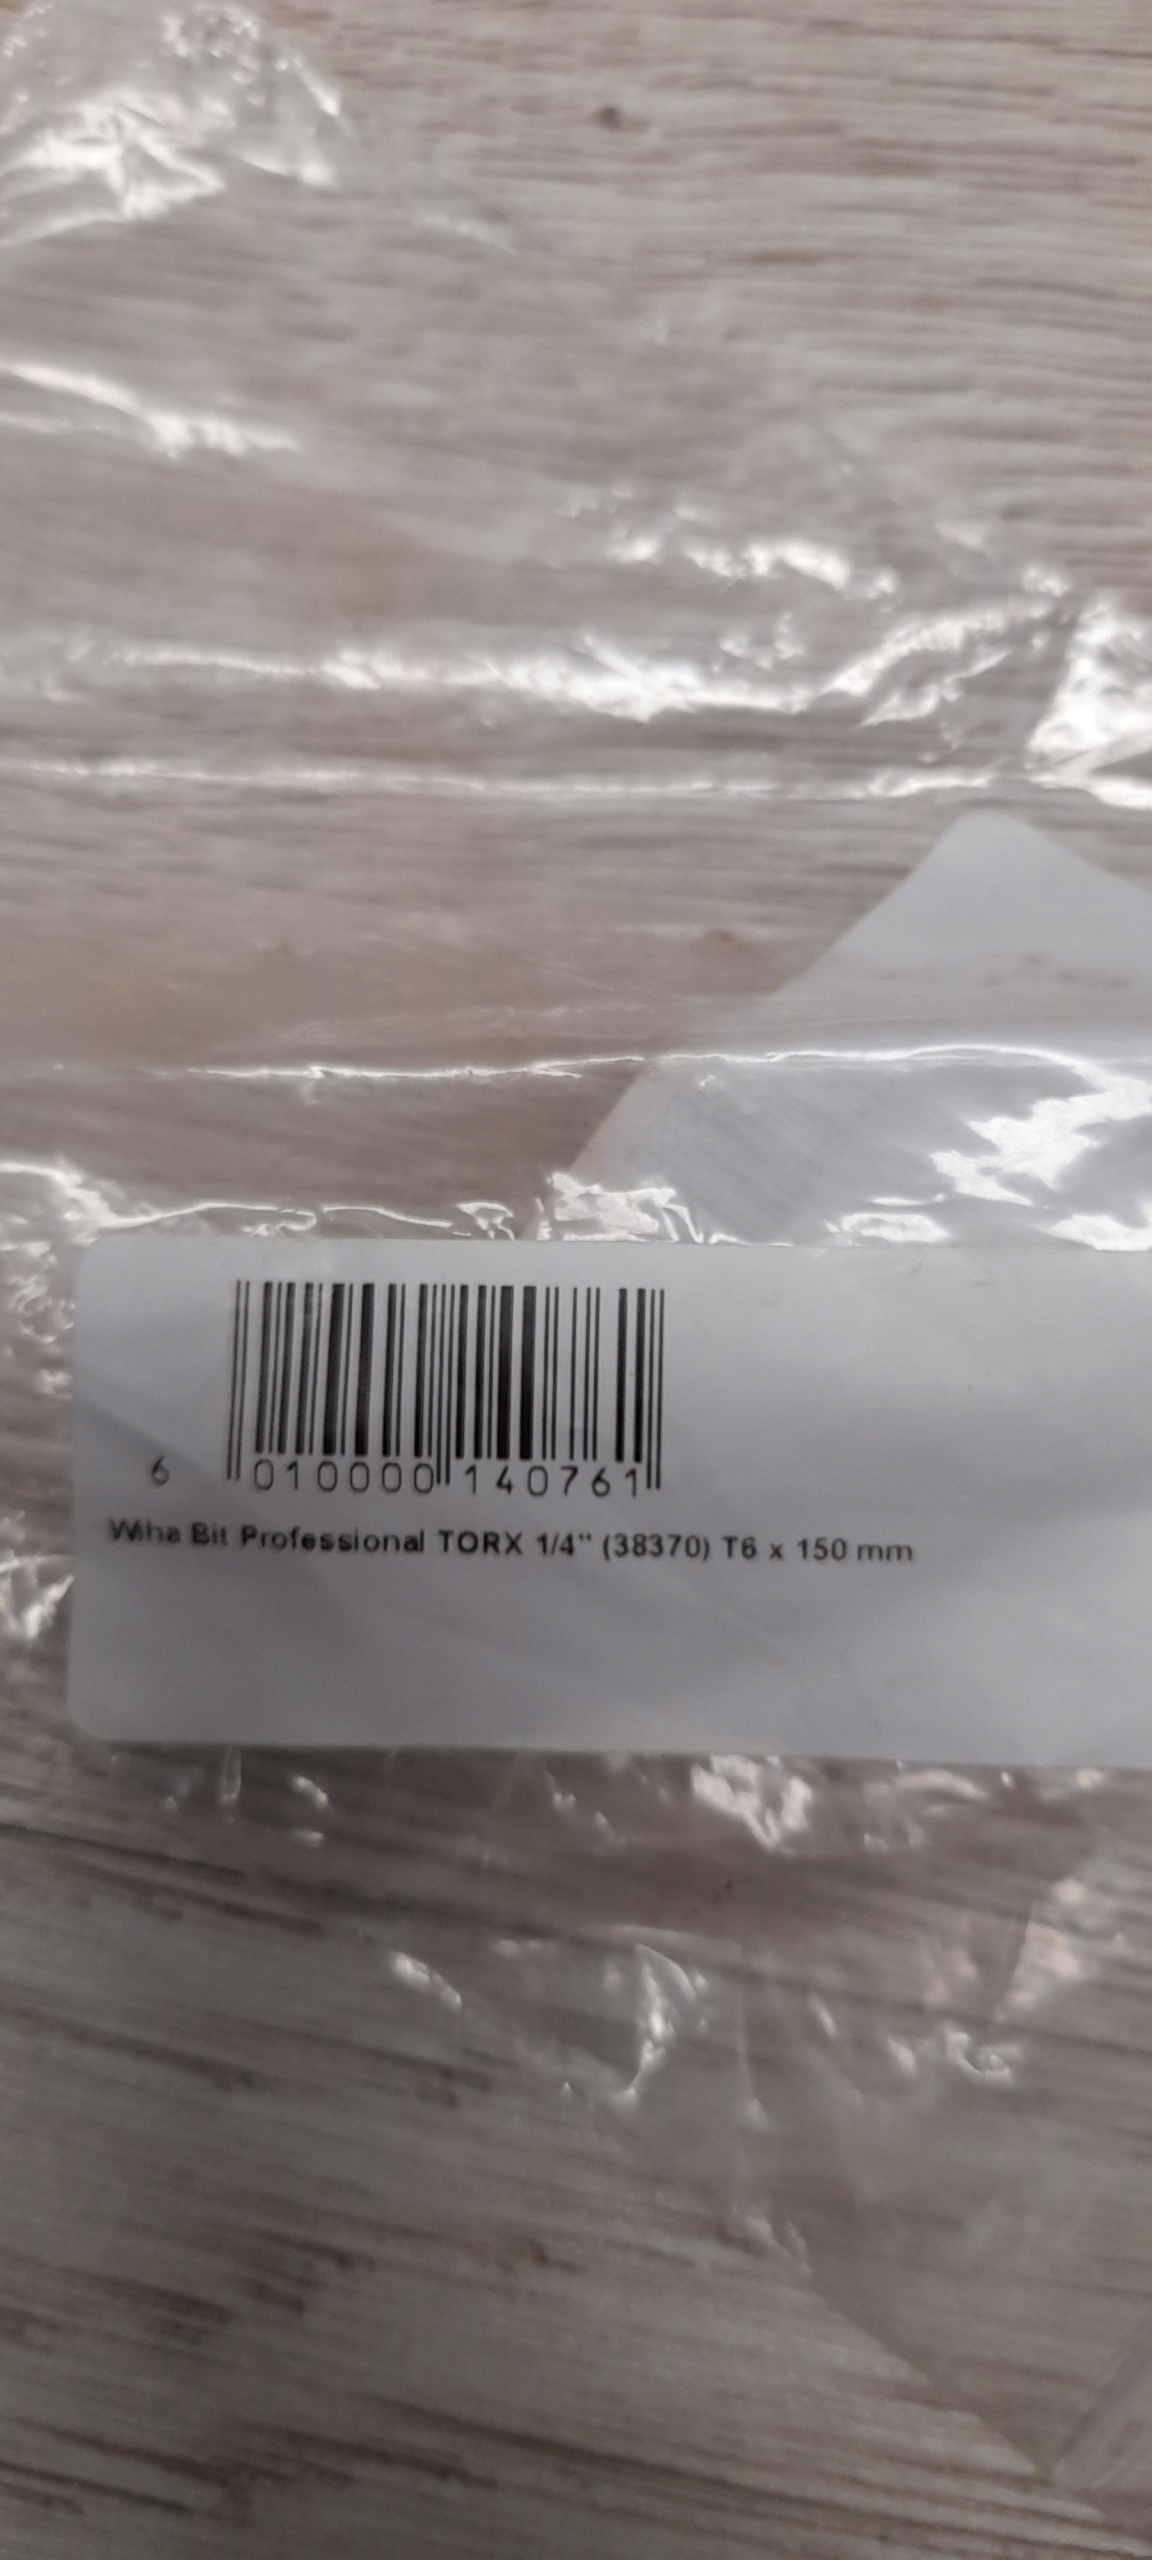 6 010000 140761
Wiha Bit Professional TORX 1/4" (38370) T6 x 150 mm